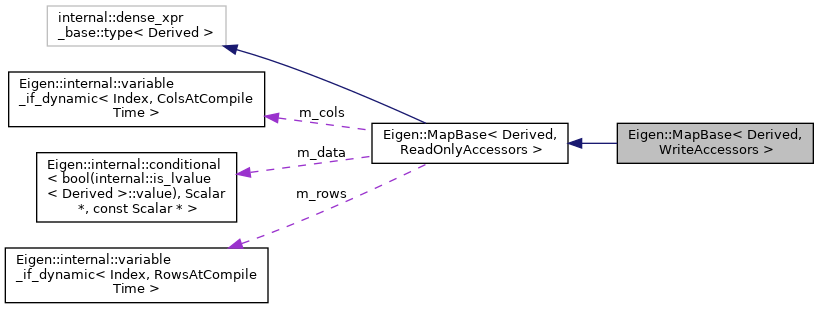 internal::dense_xpr
_base::type< Derived >
Eigen::internal::variable
_if_dynamic< Index, ColsAtCompile
Time >
m_cols
Eigen::MapBase< Derived,
ReadOnlyAccessors >
Eigen::MapBase< Derived,
WriteAccessors >
m_data
Eigen::internal::conditional
< bool(internal::is_lvalue
< Derived >::value), Scalar
*, const Scalar * >
m_rows
Eigen::internal::variable
_if_dynamic< Index, RowsAtCompile
Time >